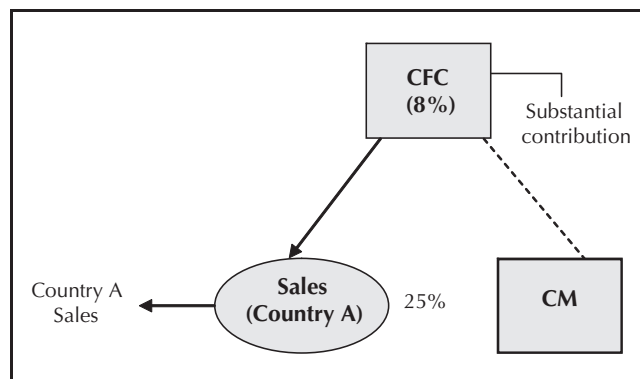 CFC
(8%)
Substantial
contribution
Country A
Sales
Sales
(Country A)
25%
CM